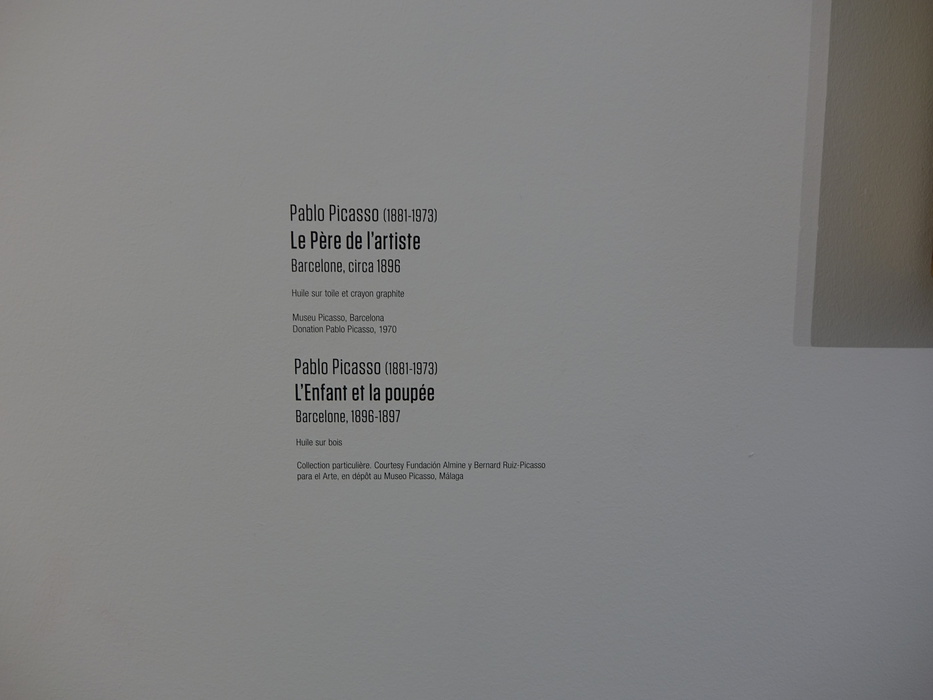 Pablo Picasso (1881-1973)
Le Père de l'artiste
Barcelone, circa 1896
Huile sur toile et crayon graphite
Museu Picasso, Barcelona
Donation Pablo Picasso, 1970
Pablo Picasso (1881-1973)
L'Enfant et la poupée
Barcelone, 1896-1897
Huile sur bois
Collection particulière. Courtesy Fundación Almine y Bernard Ruiz-Picasso
para el Arte, en dépôt au Museo Picasso, Málaga